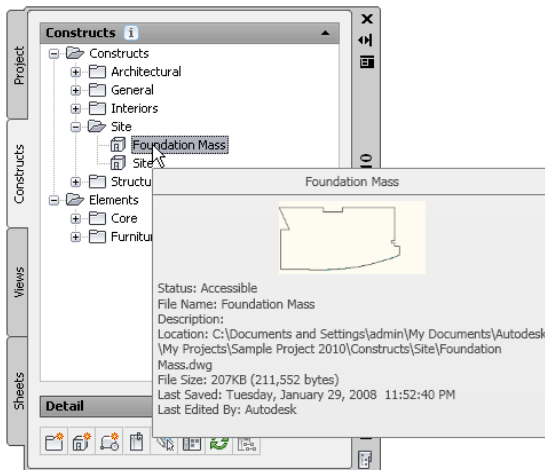 Constructs
Constructs
Architectural
General
Interiors
Site
Foundation Mass
Site
Structu
Elements
Core
Furnitur
Project
Constructs
Views
Sheets
Detail
Foundation Mass
Status: Accessible
File Name: Foundation Mass
Description:
Location: C:\Documents and Settings\admin\My Documents\Autodesk
\My Projects\Sample Project 2010\Constructs\Site\Foundation
Mass.dwg
File Size: 207KB (211,552 bytes)
Last Saved: Tuesday, January 29, 2008  11:52:40 PM
Last Edited By: Autodesk